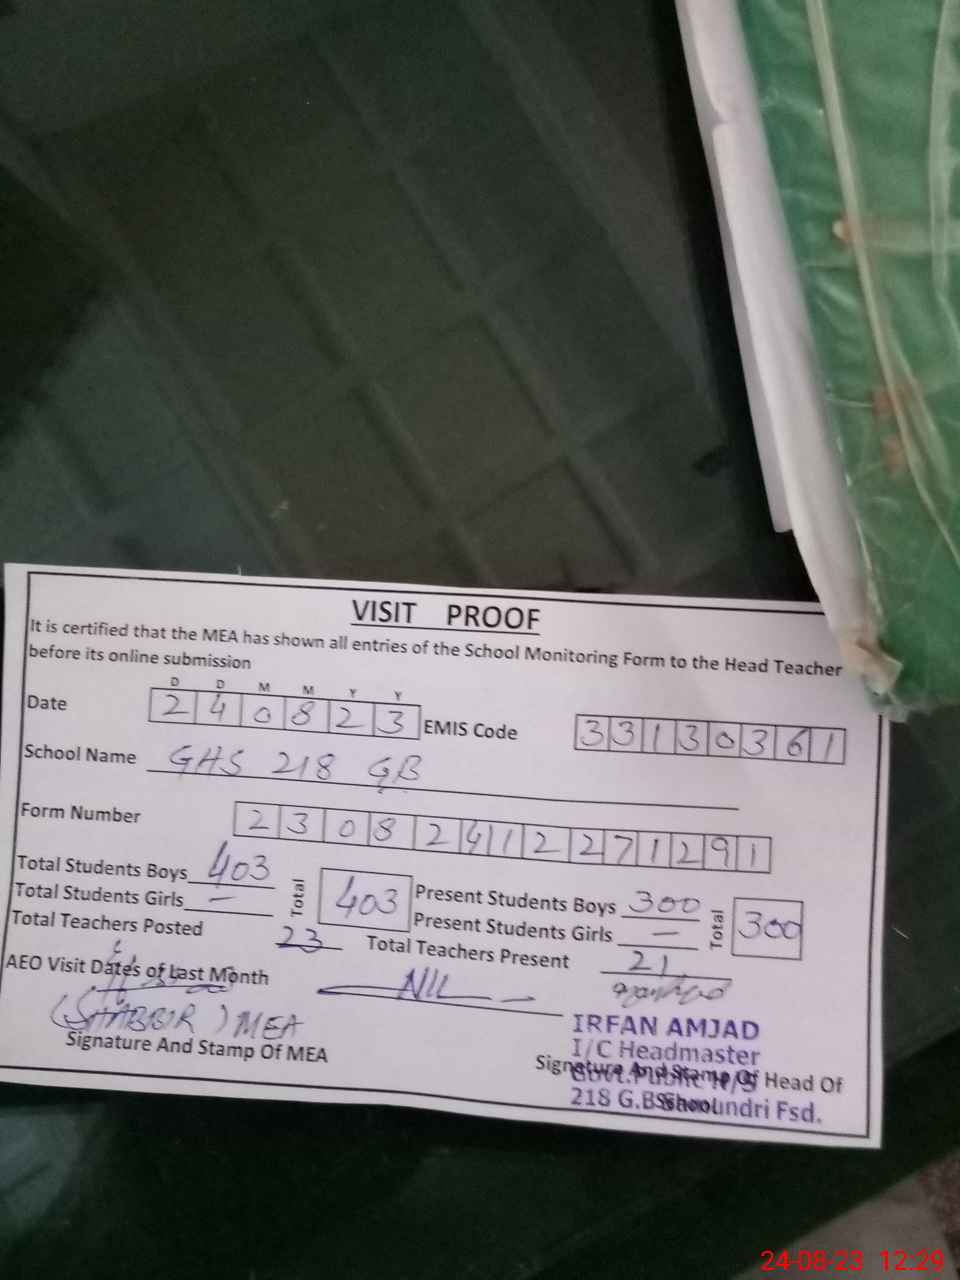 VISIT PROOF
It is certified that the MEA has shown all entries of the School Monitoring Form to the Head Teacher
before its online submission
D D M M Y Y
Date 2 4 0 8 2 3 EMIS Code 3 3 1 3 0 3 6 1
School Name GHS 218 GB
Form Number 2 3 0 8 2 4 1 2 2 7 1 2 9 1
Total Students Boys 403 Total 403 Present Students Boys 300 Total 300
Total Students Girls — Present Students Girls —
Total Teachers Posted 23 Total Teachers Present 21
AEO Visit Dates of Last Month NIL
(SHABBIR) MEA
Signature And Stamp Of MEA
IRFAN AMJAD
I/C Headmaster
Signature And Stamp Of Head Of
School
Govt. Public H/S
218 G.B Fsd.
24-08-23 12:29